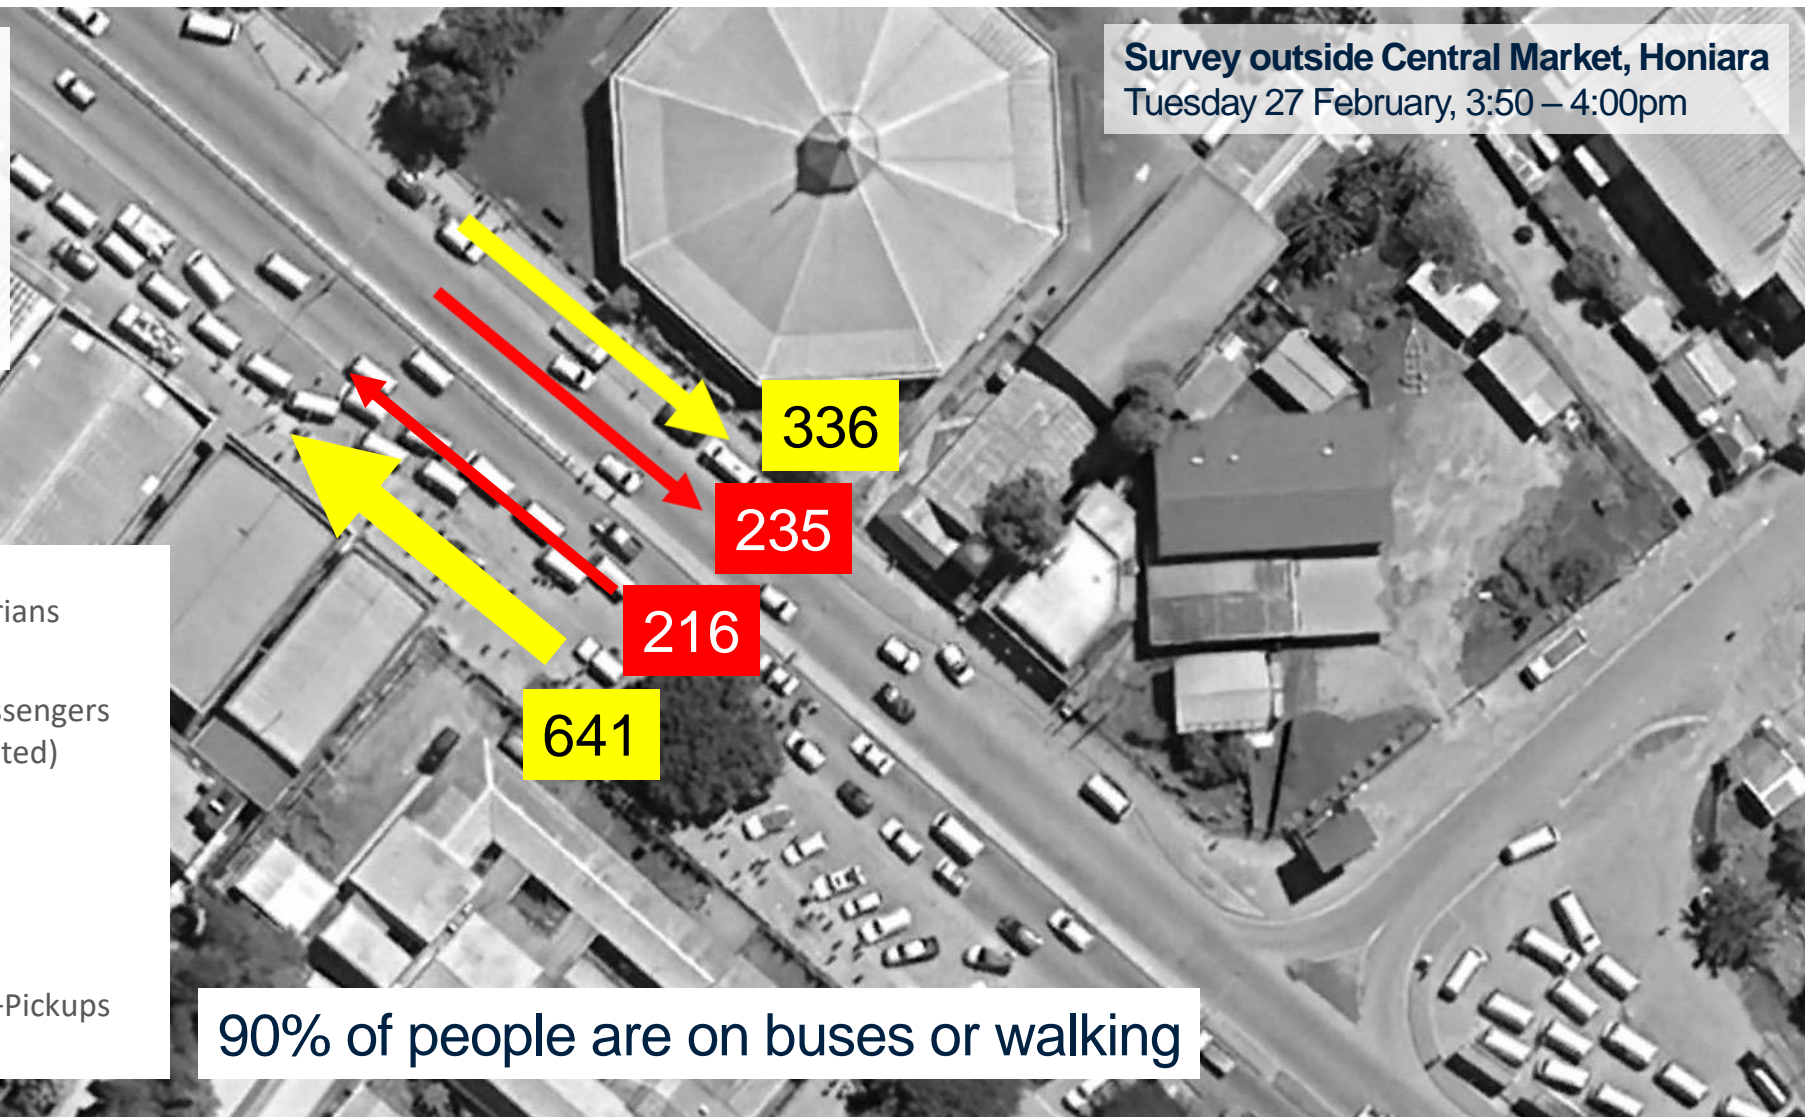 Survey outside Central Market, Honiara
Tuesday 27 February, 3:50 – 4:00pm
336
235
216
641
rians
ssengers
ted)
-Pickups
90% of people are on buses or walking